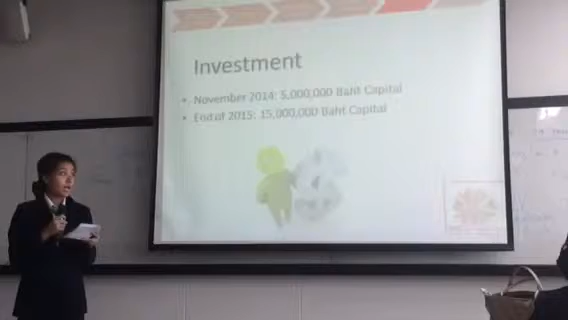 Investment
• November 2014: 5,000,000 Baht Capital
• End of 2015: 15,000,000 Baht Capital